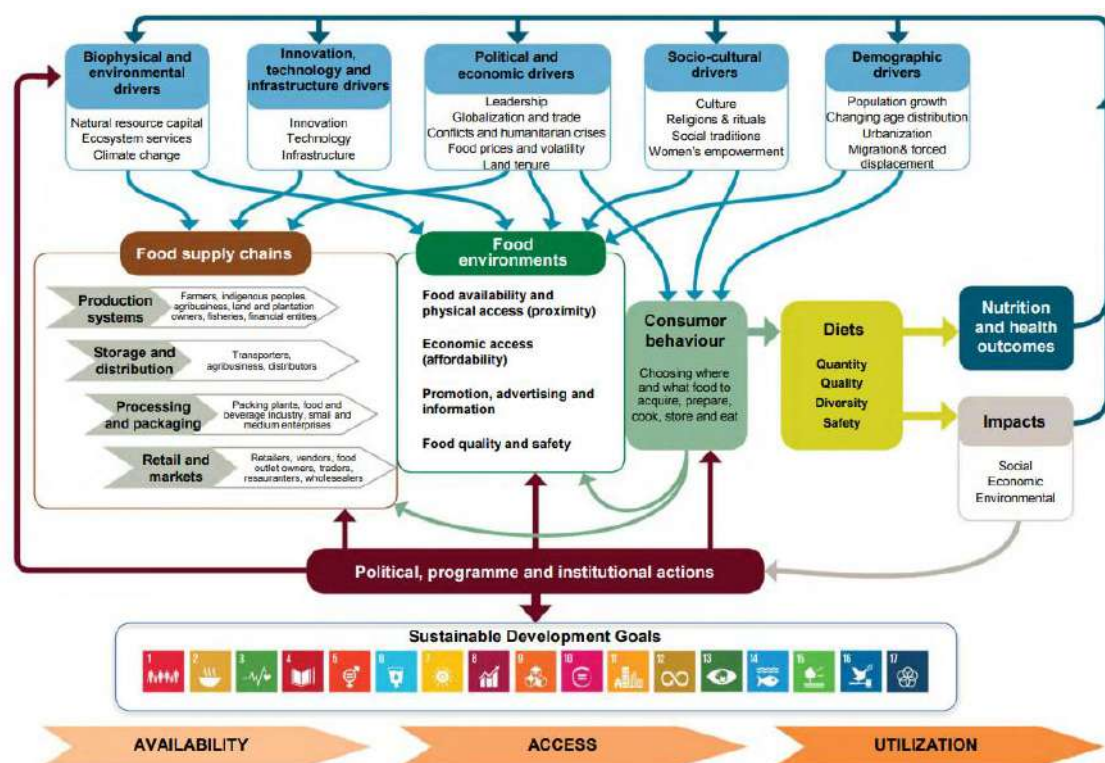 Biophysical and
environmental
drivers
Natural resource capital
Ecosystem services
Climate change
Innovation,
technology and
infrastructure drivers
Innovation
Technology
Infrastructure
Political and
economic drivers
Leadership
Globalization and trade
Conflicts and humanitarian crises
Food prices and volatility
Land tenure
Socio-cultural
drivers
Culture
Religions & rituals
Social traditions
Women's empowerment
Demographic
drivers
Population growth
Changing age distribution
Urbanization
Migration& forced
displacement
Food supply chains
Production
systems
Farmers, indigenous peoples,
agribusiness, land and plantation
owners, fisheries, financial entities
Storage and
distribution
Transporters,
agribusiness, distributors
Processing
and packaging
Packing plants, food and
beverage industry, small and
medium enterprises
Retail and
markets
Retailers, vendors, food
outlet owners, traders,
restauranters, wholesalers
Food
environments
Food availability and
physical access (proximity)
Economic access
(affordability)
Promotion, advertising and
information
Food quality and safety
Consumer
behaviour
Choosing where
and what food to
acquire, prepare,
cook, store and eat
Diets
Quantity
Quality
Diversity
Safety
Nutrition
and health
outcomes
Impacts
Social
Economic
Environmental
Political, programme and institutional actions
Sustainable Development Goals
1 2 3 4 5 6 7 8 9 10 11 12 13 14 15 16 17
AVAILABILITY
ACCESS
UTILIZATION